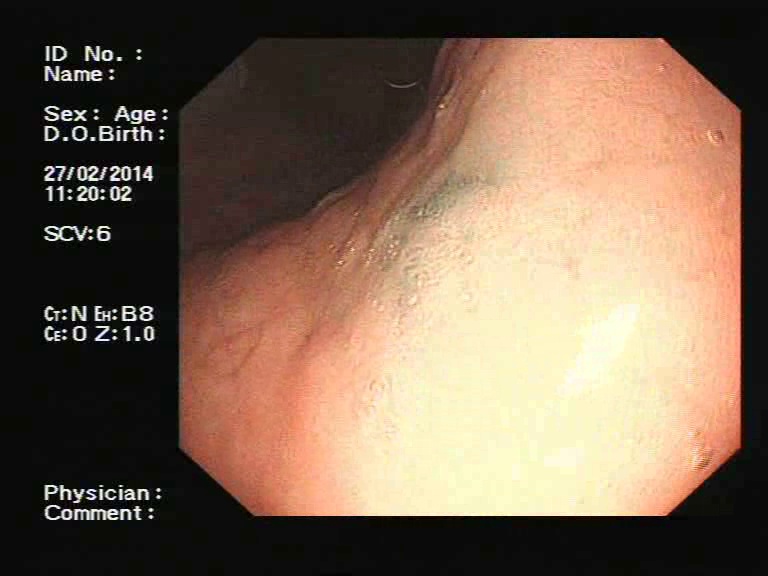 ID No. :
Name:
Sex: Age:
D.O.Birth:
27/02/2014
11:20:02
SCV:6
CT:N EH:B8
CE:0 Z:1.0
Physician:
Comment: